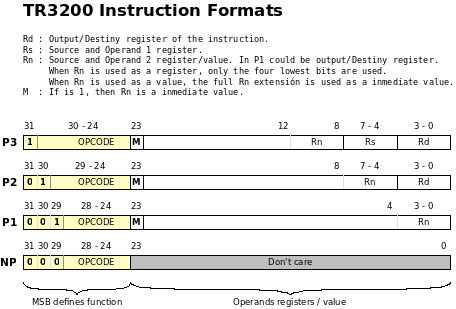 TR3200 Instruction Formats
Rd : Output/Destiny register of the instruction.
Rs : Source and Operand 1 register.
Rn : Source and Operand 2 register/value. In P1 could be output/Destiny register.
When Rn is used as a register, only the four lowest bits are used.
When Rn is used as a value, the full Rn extensión is used as a inmediate value.
M : If is 1, then Rn is a inmediate value.
31 30 - 24 23 12 8 7 - 4 3 - 0
P3 1 OPCODE M Rn Rs Rd
31 30 29 - 24 23 8 7 - 4 3 - 0
P2 0 1 OPCODE M Rn Rd
31 30 29 28 - 24 23 4 3 - 0
P1 0 0 1 OPCODE M Rn
31 30 29 28 - 24 23 0
NP 0 0 0 OPCODE Don't care
MSB defines function Operands registers / value